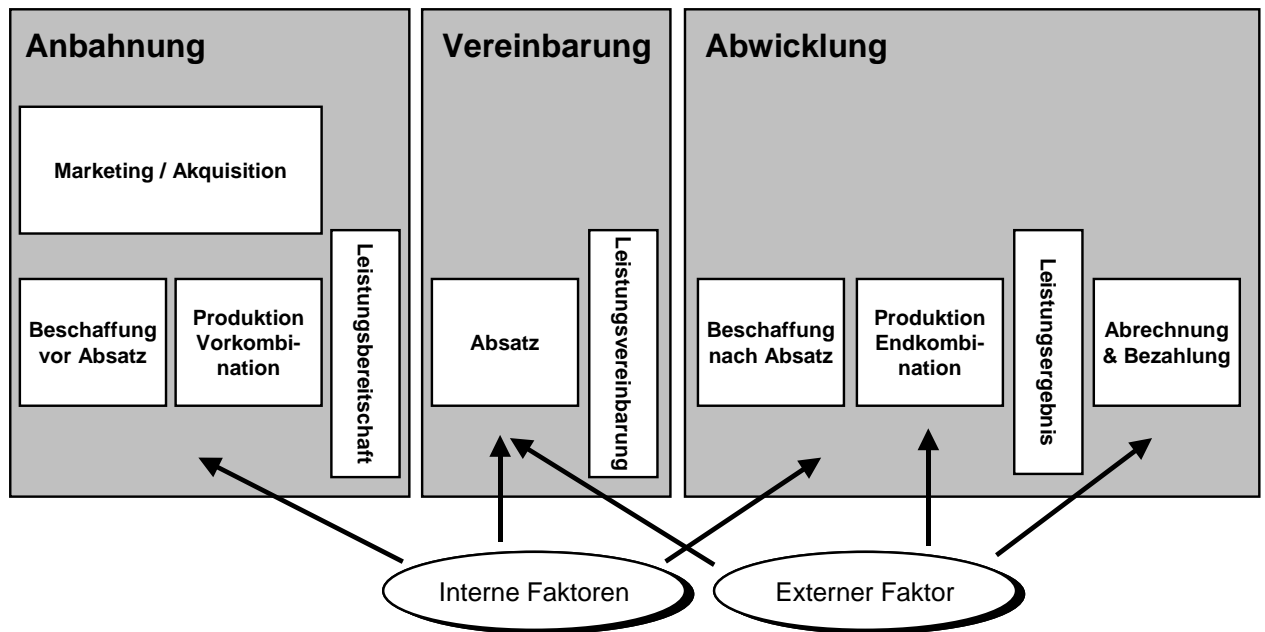 Anbahnung
Marketing / Akquisition
Beschaffung
vor Absatz
Produktion
Vorkombi-
nation
Leistungsbereitschaft
Vereinbarung
Absatz
Leistungsvereinbarung
Abwicklung
Beschaffung
nach Absatz
Produktion
Endkombi-
nation
Leistungsergebnis
Abrechnung
& Bezahlung
Interne Faktoren
Externer Faktor